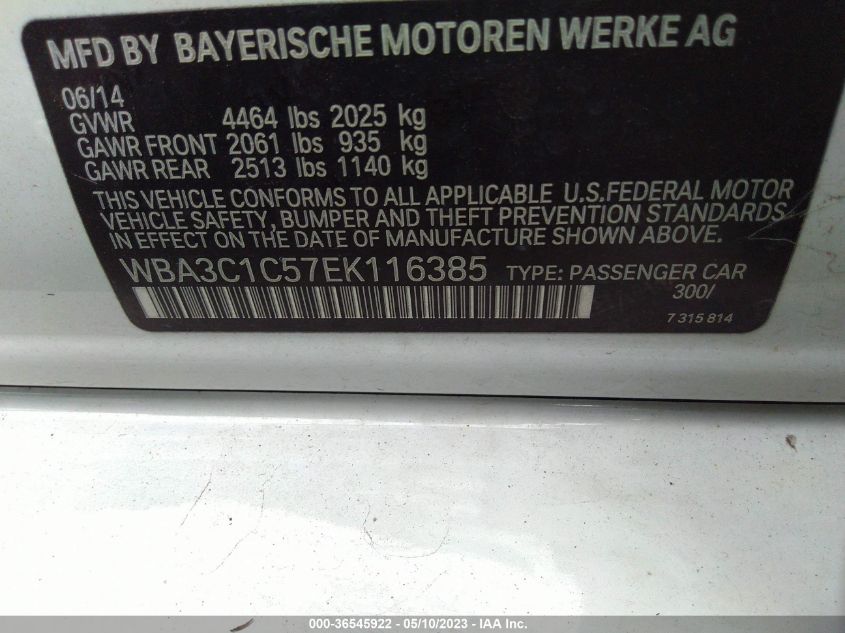 MFD BY BAYERISCHE MOTOREN WERKE AG
06/14
GVWR 4464 lbs 2025 kg
GAWR FRONT 2061 lbs 935 kg
GAWR REAR 2513 lbs 1140 kg
THIS VEHICLE CONFORMS TO ALL APPLICABLE U.S.FEDERAL MOTOR
VEHICLE SAFETY, BUMPER AND THEFT PREVENTION STANDARDS
IN EFFECT ON THE DATE OF MANUFACTURE SHOWN ABOVE.
WBA3C1C57EK116385 TYPE: PASSENGER CAR
300/
7 315 814
000-36545922 - 05/10/2023 - IAA Inc.